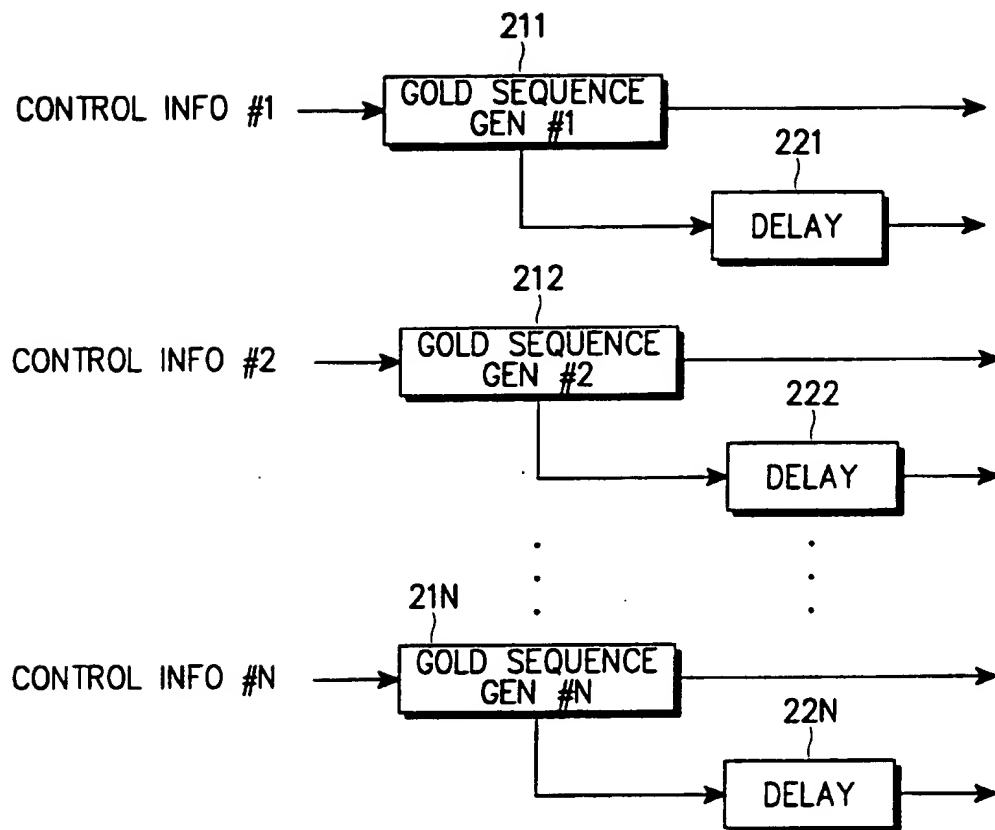 211
CONTROL INFO #1
GOLD SEQUENCE
GEN #1
221
DELAY
212
CONTROL INFO #2
GOLD SEQUENCE
GEN #2
222
DELAY
21N
CONTROL INFO #N
GOLD SEQUENCE
GEN #N
22N
DELAY